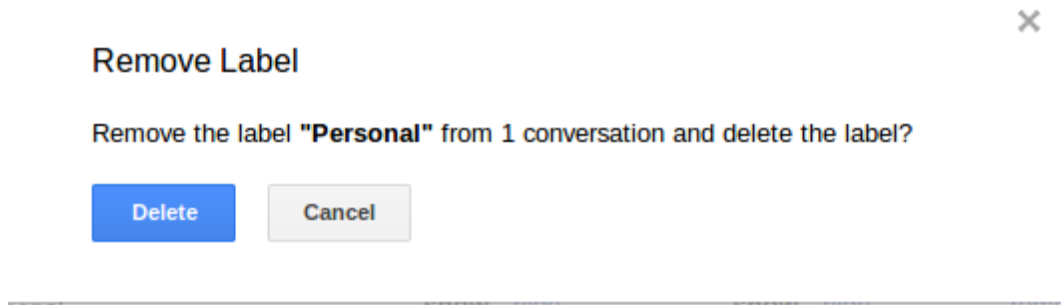 Remove Label
Remove the label "Personal" from 1 conversation and delete the label?
Delete
Cancel